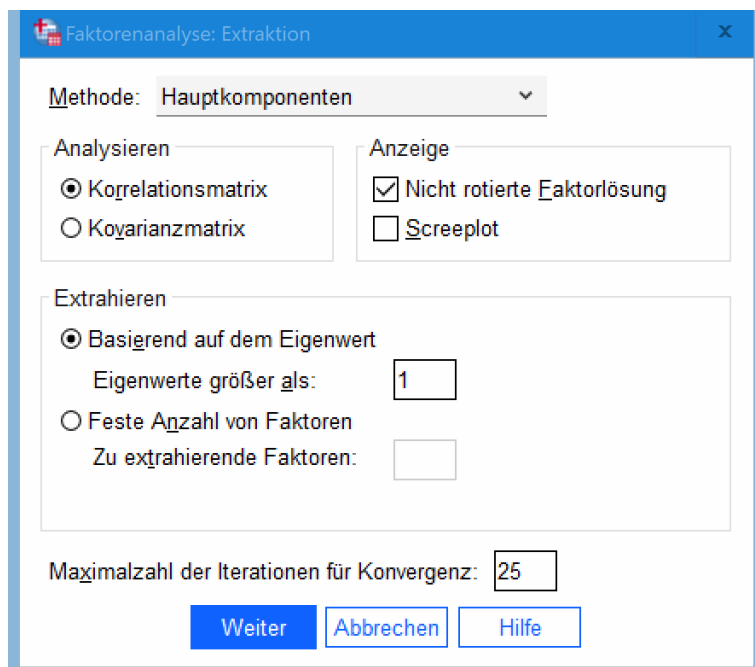 Faktorenanalyse: Extraktion
Methode: Hauptkomponenten
Analysieren
Korrelationsmatrix
Kovarianzmatrix
Anzeige
Nicht rotierte Faktorlösung
Screeplot
Extrahieren
Basierend auf dem Eigenwert
Eigenwerte größer als: 1
Feste Anzahl von Faktoren
Zu extrahierende Faktoren:
Maximalzahl der Iterationen für Konvergenz: 25
Weiter Abbrechen Hilfe